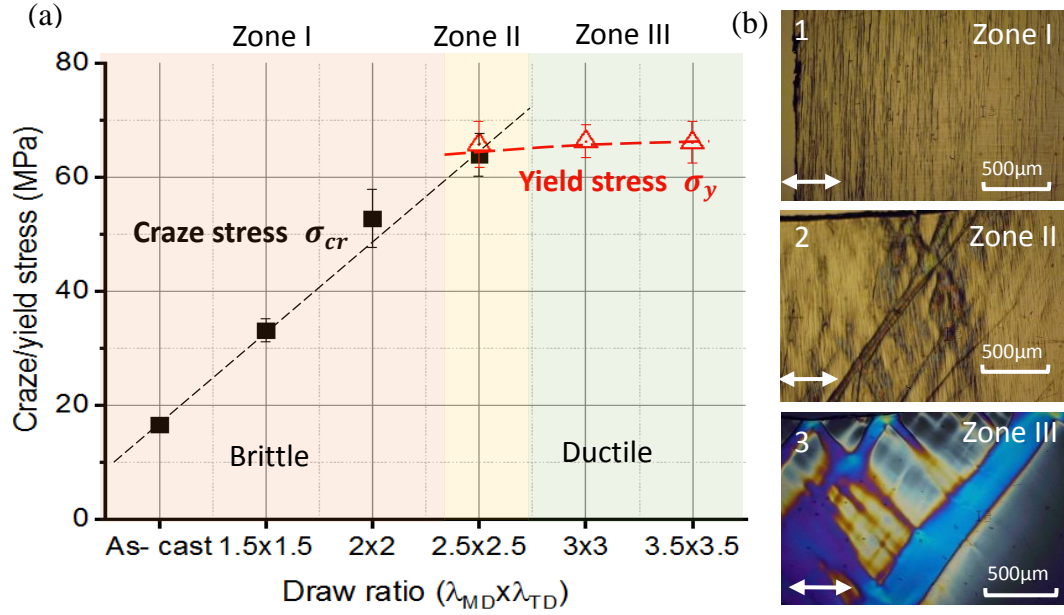 (a)
Zone I
Zone II
Zone III
80
60
40
20
0
Craze/yield stress (MPa)
Craze stress σcr
Yield stress σy
Brittle
Ductile
As- cast
1.5x1.5
2x2
2.5x2.5
3x3
3.5x3.5
Draw ratio (λMDxλTD)
(b)
1
Zone I
500µm
2
Zone II
500µm
3
Zone III
500µm